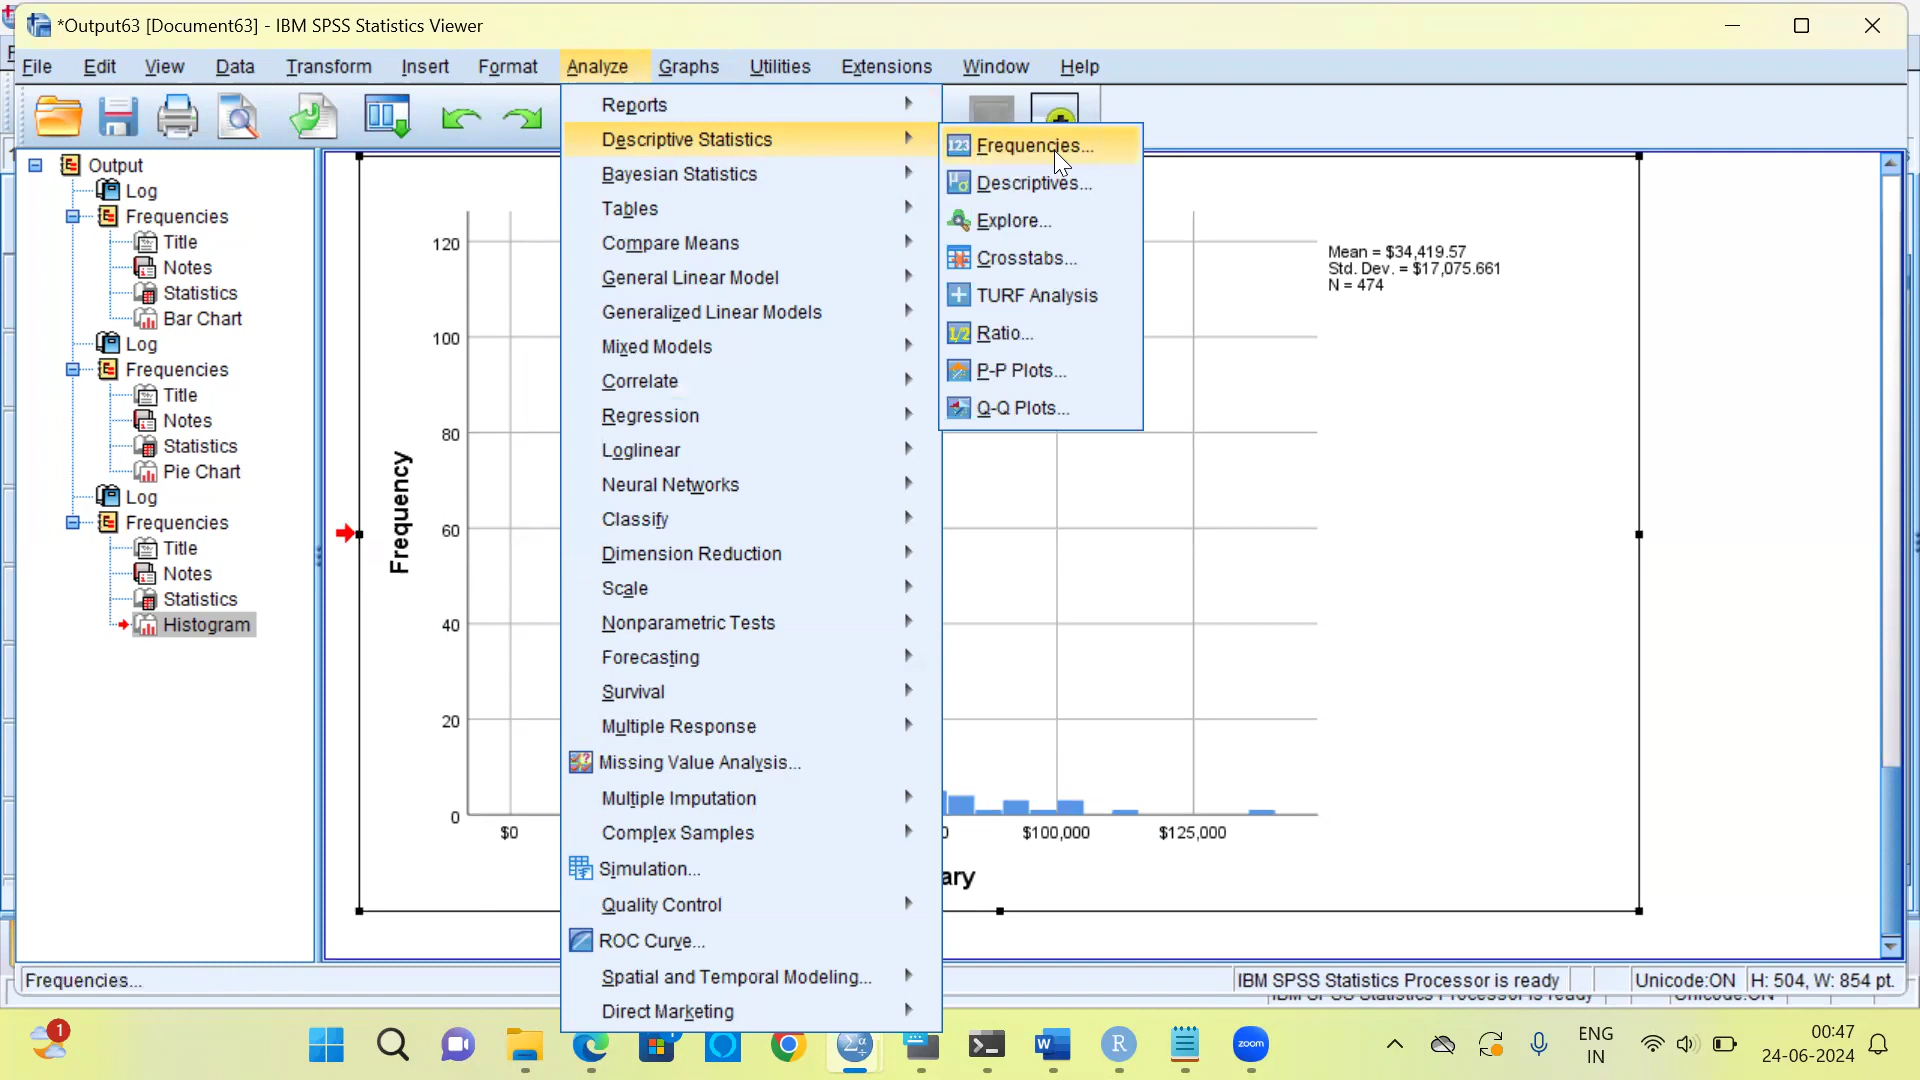 *Output63 [Document63] - IBM SPSS Statistics Viewer
File Edit View Data Transform Insert Format Analyze Graphs Utilities Extensions Window Help
Output
Log
Frequencies
Title
Notes
Statistics
Bar Chart
Log
Frequencies
Title
Notes
Statistics
Pie Chart
Log
Frequencies
Title
Notes
Statistics
Histogram
Reports
Descriptive Statistics
Bayesian Statistics
Tables
Compare Means
General Linear Model
Generalized Linear Models
Mixed Models
Correlate
Regression
Loglinear
Neural Networks
Classify
Dimension Reduction
Scale
Nonparametric Tests
Forecasting
Survival
Multiple Response
Missing Value Analysis...
Multiple Imputation
Complex Samples
Simulation...
Quality Control
ROC Curve...
Spatial and Temporal Modeling...
Direct Marketing
Frequencies...
Descriptives...
Explore...
Crosstabs...
TURF Analysis
Ratio...
P-P Plots...
Q-Q Plots...
Mean = $34,419.57
Std. Dev. = $17,075.661
N = 474
Frequency
120
100
80
60
40
20
0
$0 0 $100,000 $125,000
ary
Frequencies... IBM SPSS Statistics Processor is ready Unicode:ON H: 504, W: 854 pt.
1
zoom
ENG
IN
00:47
24-06-2024